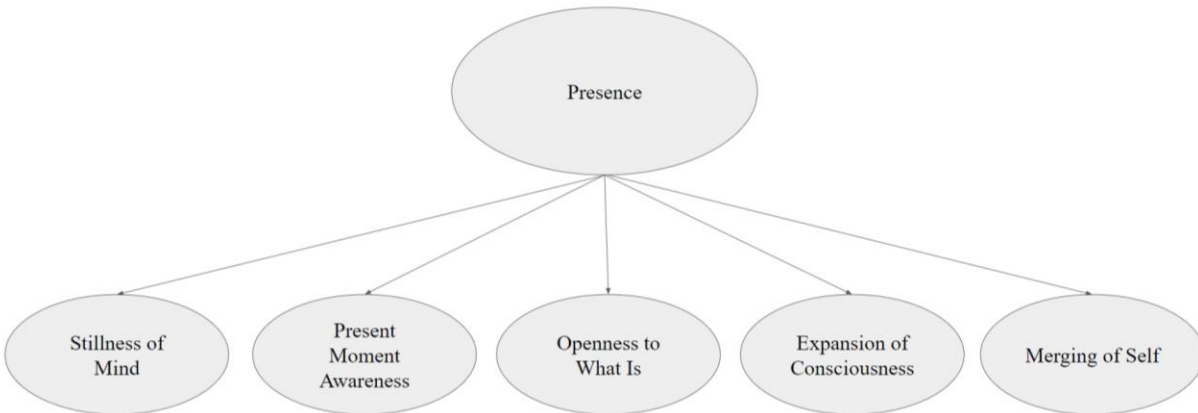 Presence
Stillness of
Mind
Present
Moment
Awareness
Openness to
What Is
Expansion of
Consciousness
Merging of Self